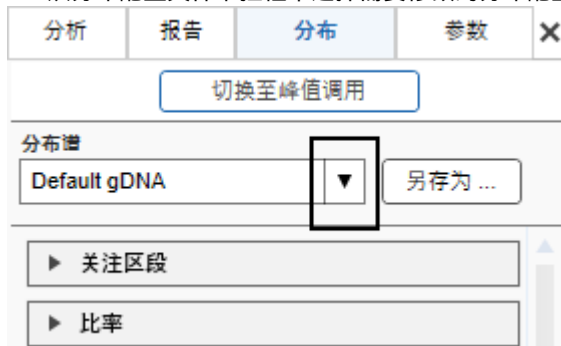 分析 报告 分布 参数 ×
切换至峰值调用
分布谱
Default gDNA ▼ 另存为 ...
▶ 关注区段
▶ 比率